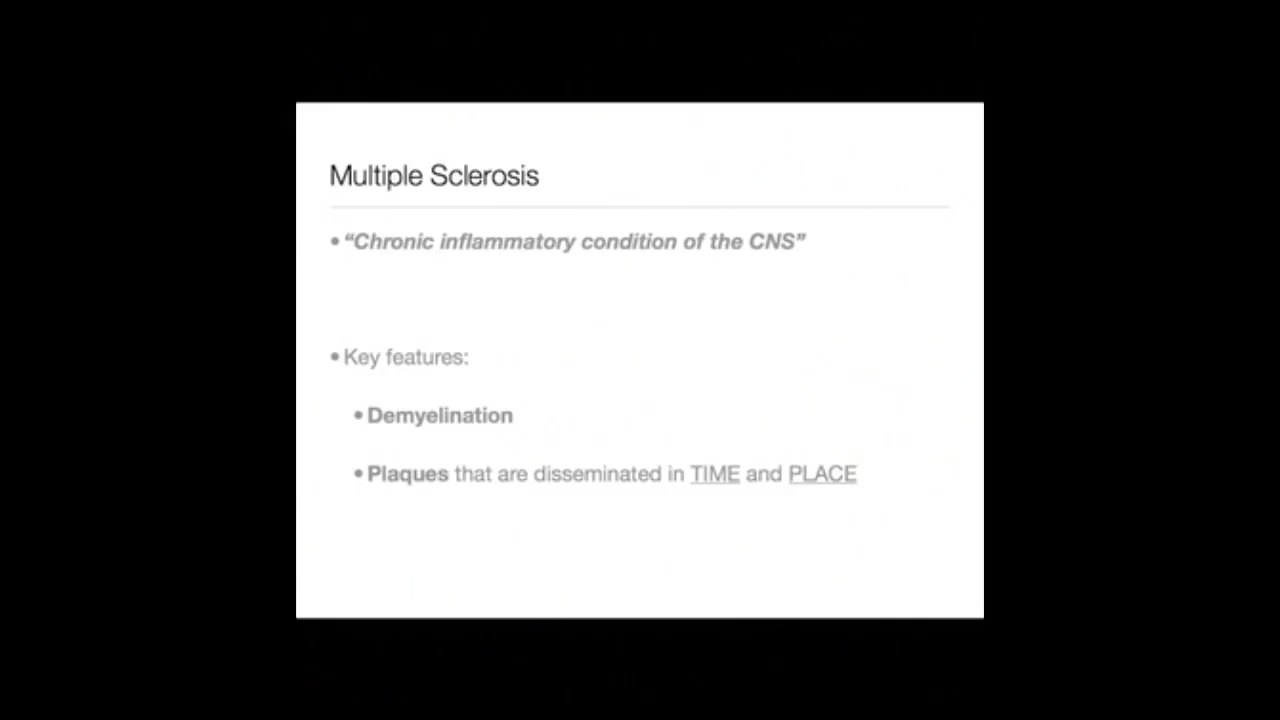 Multiple Sclerosis
• “Chronic inflammatory condition of the CNS”
• Key features:
• Demyelination
• Plaques that are disseminated in TIME and PLACE